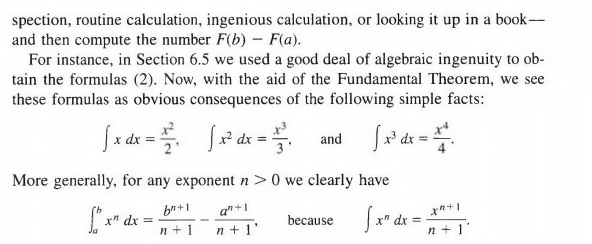 spection, routine calculation, ingenious calculation, or looking it up in a book—
and then compute the number F(b) − F(a).
For instance, in Section 6.5 we used a good deal of algebraic ingenuity to ob-
tain the formulas (2). Now, with the aid of the Fundamental Theorem, we see
these formulas as obvious consequences of the following simple facts:
∫ x dx = x²/2, ∫ x² dx = x³/3, and ∫ x³ dx = x⁴/4.
More generally, for any exponent n > 0 we clearly have
∫ₐᵇ xⁿ dx = bⁿ⁺¹/(n + 1) − aⁿ⁺¹/(n + 1), because ∫ xⁿ dx = xⁿ⁺¹/(n + 1).